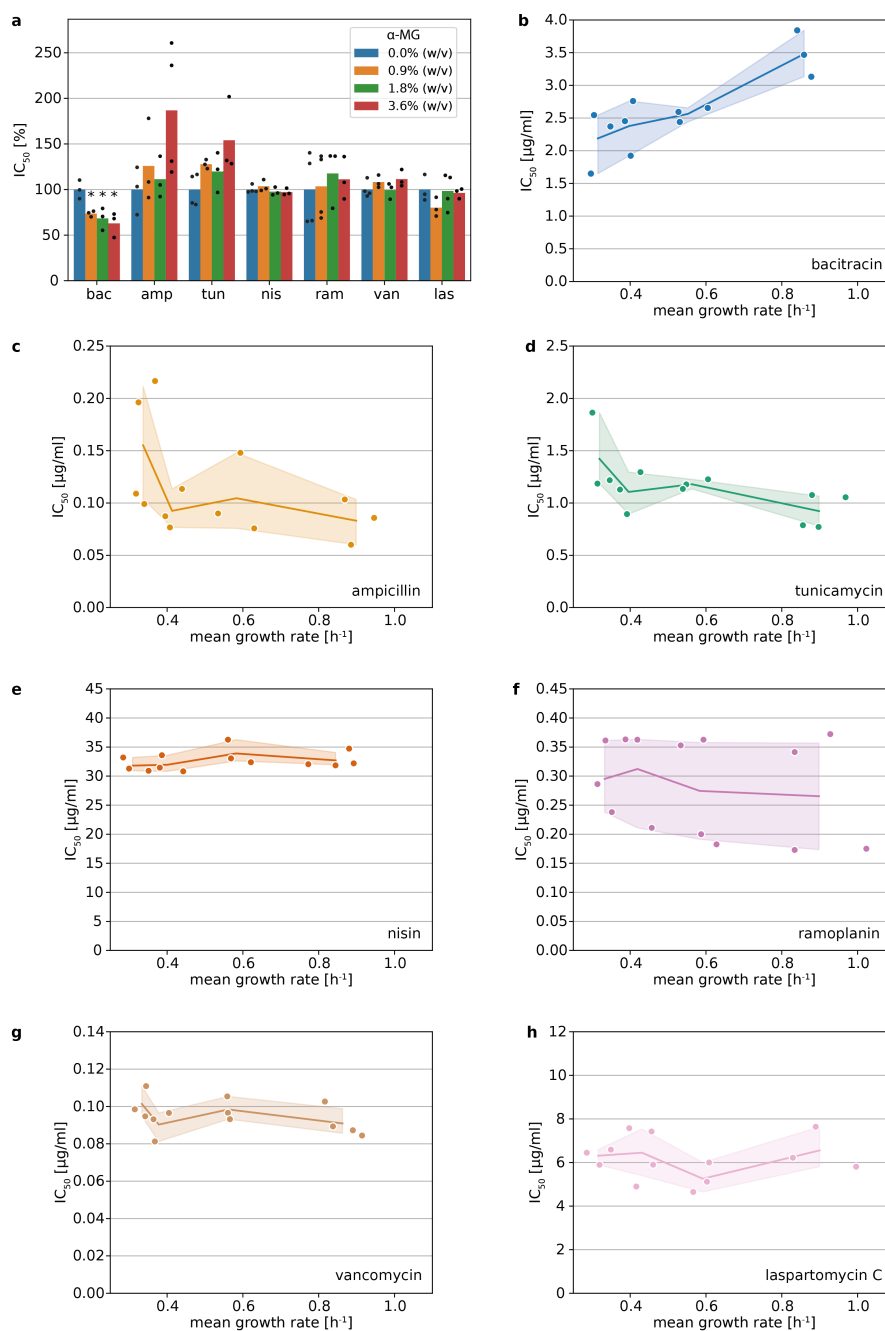 a
α-MG
0.0% (w/v)
0.9% (w/v)
1.8% (w/v)
3.6% (w/v)
IC50 [%]
250
200
150
100
50
0
* * *
bac amp tun nis ram van las
b
IC50 [µg/ml]
4.0
3.5
3.0
2.5
2.0
1.5
1.0
0.5
0.0
bacitracin
0.4 0.6 0.8 1.0
mean growth rate [h-1]
c
IC50 [µg/ml]
0.25
0.20
0.15
0.10
0.05
0.00
ampicillin
0.4 0.6 0.8 1.0
mean growth rate [h-1]
d
IC50 [µg/ml]
2.5
2.0
1.5
1.0
0.5
0.0
tunicamycin
0.4 0.6 0.8 1.0
mean growth rate [h-1]
e
IC50 [µg/ml]
45
35
30
25
20
15
10
5
0
nisin
0.4 0.6 0.8 1.0
mean growth rate [h-1]
f
IC50 [µg/ml]
0.45
0.40
0.35
0.30
0.25
0.20
0.15
0.10
0.05
0.00
ramoplanin
0.4 0.6 0.8 1.0
mean growth rate [h-1]
g
IC50 [µg/ml]
0.14
0.12
0.10
0.08
0.06
0.04
0.02
0.00
vancomycin
0.4 0.6 0.8 1.0
mean growth rate [h-1]
h
IC50 [µg/ml]
12
10
8
6
4
2
0
laspartomycin C
0.4 0.6 0.8 1.0
mean growth rate [h-1]